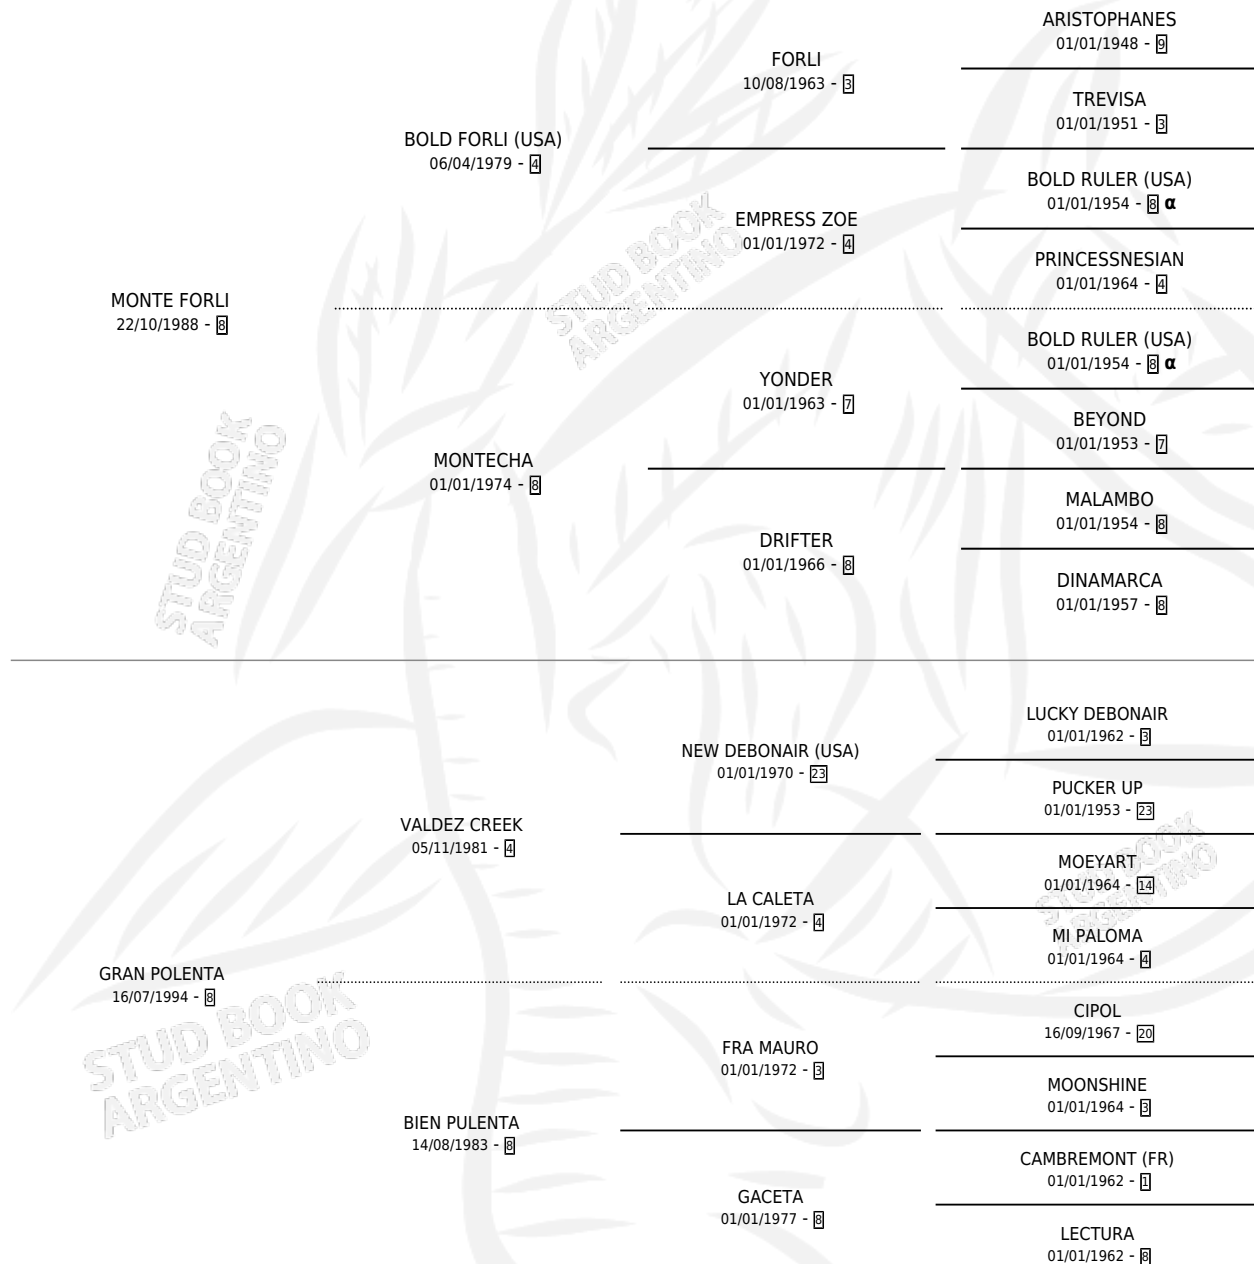 ARISTOPHANES
01/01/1948 - 9
FORLI
10/08/1963 - 3
TREVISA
01/01/1951 - 3
BOLD FORLI (USA)
06/04/1979 - 4
BOLD RULER (USA)
01/01/1954 - 8 α
EMPRESS ZOE
01/01/1972 - 4
PRINCESSNESIAN
01/01/1964 - 4
MONTE FORLI
22/10/1988 - 8
BOLD RULER (USA)
01/01/1954 - 8 α
YONDER
01/01/1963 - 7
BEYOND
01/01/1953 - 7
MONTECHA
01/01/1974 - 8
MALAMBO
01/01/1954 - 8
DRIFTER
01/01/1966 - 8
DINAMARCA
01/01/1957 - 8
STUD BOOK
ARGENTINO
STUD BOOK
ARGENTINO
LUCKY DEBONAIR
01/01/1962 - 3
NEW DEBONAIR (USA)
01/01/1970 - 23
PUCKER UP
01/01/1953 - 23
VALDEZ CREEK
05/11/1981 - 4
MOEYART
01/01/1964 - 14
LA CALETA
01/01/1972 - 4
MI PALOMA
01/01/1964 - 4
GRAN POLENTA
16/07/1994 - 8
CIPOL
16/09/1967 - 20
FRA MAURO
01/01/1972 - 3
MOONSHINE
01/01/1964 - 3
BIEN PULENTA
14/08/1983 - 8
CAMBREMONT (FR)
01/01/1962 - 1
GACETA
01/01/1977 - 8
LECTURA
01/01/1962 - 8
STUD BOOK
ARGENTINO
STUD BOOK
ARGENTINO